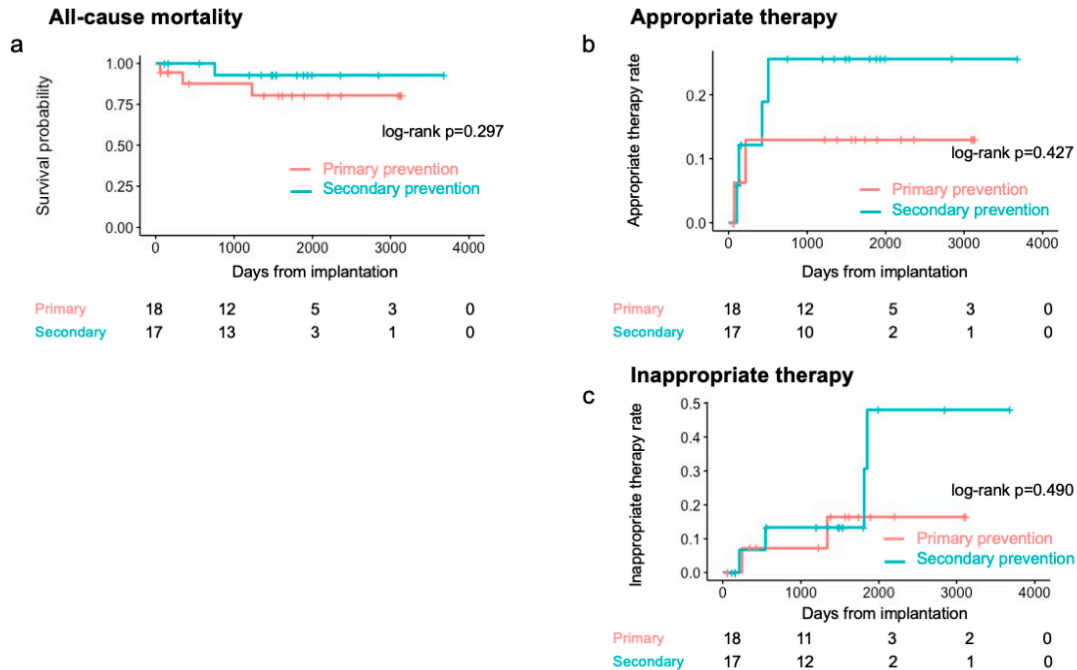 All-cause mortality
a
Survival probability
1.00
0.75
0.50
0.25
0.00
log-rank p=0.297
Primary prevention
Secondary prevention
0 1000 2000 3000 4000
Days from implantation
Primary 18 12 5 3 0
Secondary 17 13 3 1 0
Appropriate therapy
b
Appropriate therapy rate
0.2
0.1
0.0
log-rank p=0.427
Primary prevention
Secondary prevention
0 1000 2000 3000 4000
Days from implantation
Primary 18 12 5 3 0
Secondary 17 10 2 1 0
Inappropriate therapy
c
Inappropriate therapy rate
0.5
0.4
0.3
0.2
0.1
0.0
log-rank p=0.490
Primary prevention
Secondary prevention
0 1000 2000 3000 4000
Days from implantation
Primary 18 11 3 2 0
Secondary 17 12 2 1 0